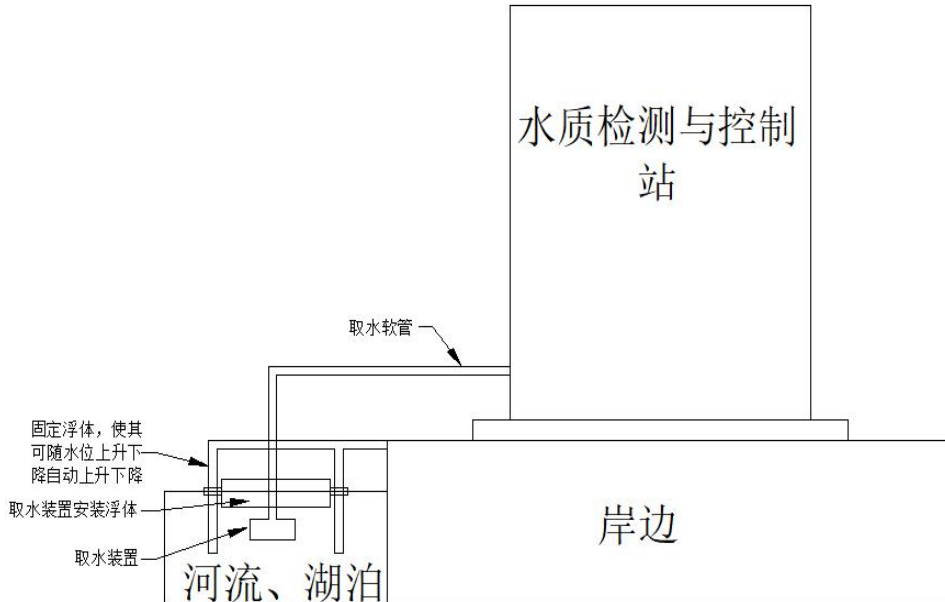 水质检测与控制
站
取水软管
固定浮体，使其
可随水位上升下
降自动上升下降
取水装置安装浮体
取水装置
岸边
河流、湖泊